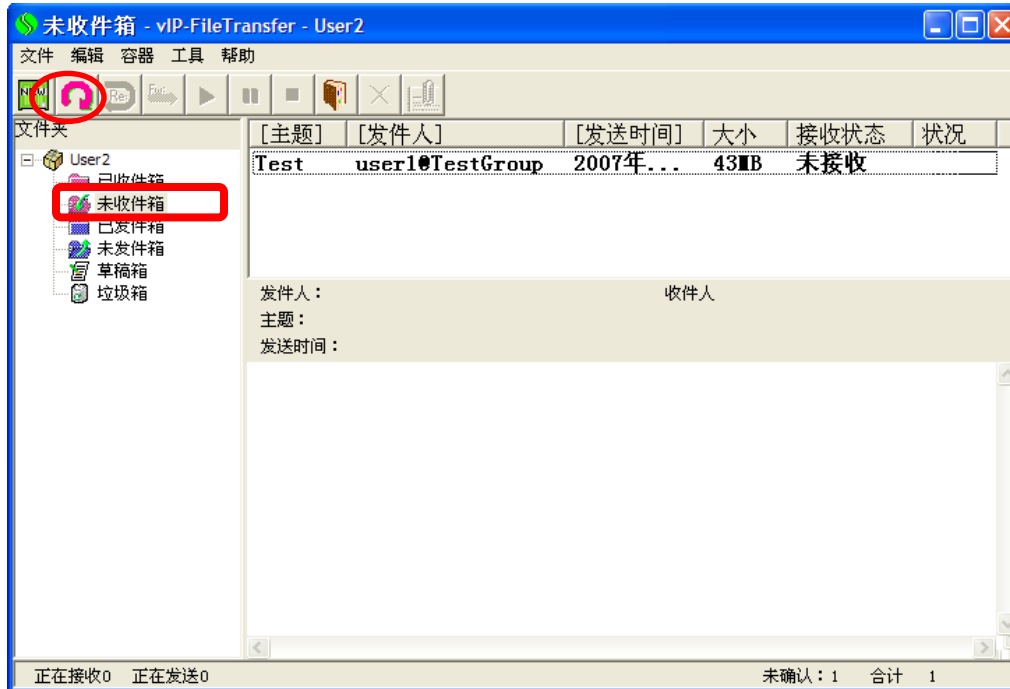 未收件箱 - vIP-FileTransfer - User2
文件 编辑 容器 工具 帮助
NEW Re: Fwd:
文件夹
[主题] [发件人] [发送时间] 大小 接收状态 状况
User2
Test user1@TestGroup 2007年... 43MB 未接收
已收件箱
未收件箱
已发件箱
未发件箱
草稿箱
垃圾箱
发件人： 收件人
主题：
发送时间：
正在接收0 正在发送0 未确认：1 合计 1